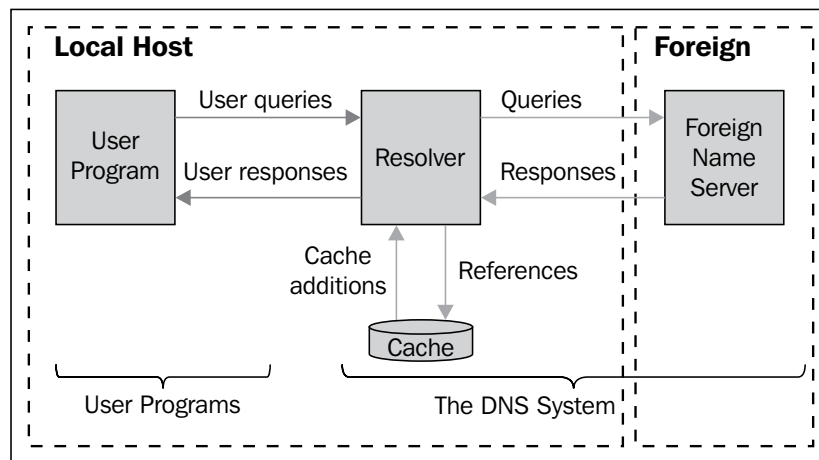 Local Host
Foreign
User queries
Queries
User
Program
Resolver
Foreign
Name
Server
User responses
Responses
Cache
additions
References
Cache
User Programs
The DNS System